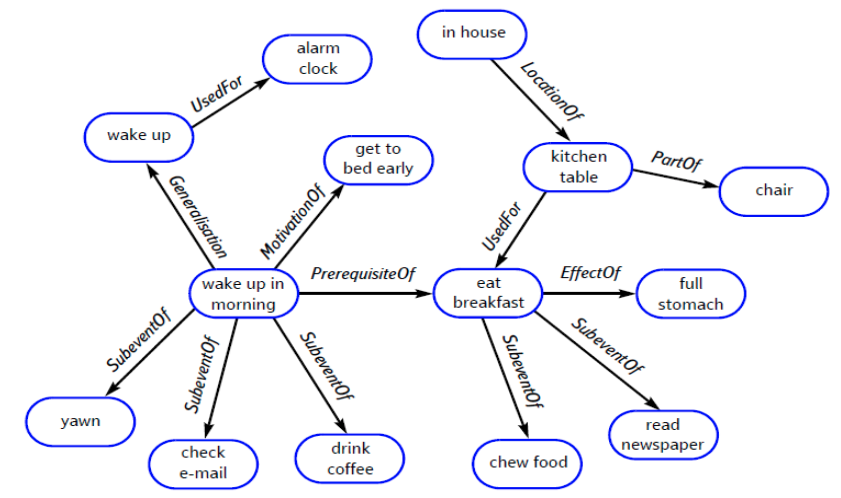 in house
alarm
clock
UsedFor
LocationOf
wake up
get to
bed early
kitchen
table
PartOf
chair
Generalisation
MotivationOf
UsedFor
wake up in
morning
PrerequisiteOf
eat
breakfast
EffectOf
full
stomach
SubeventOf
SubeventOf
SubeventOf
SubeventOf
SubeventOf
yawn
check
e-mail
drink
coffee
chew food
read
newspaper